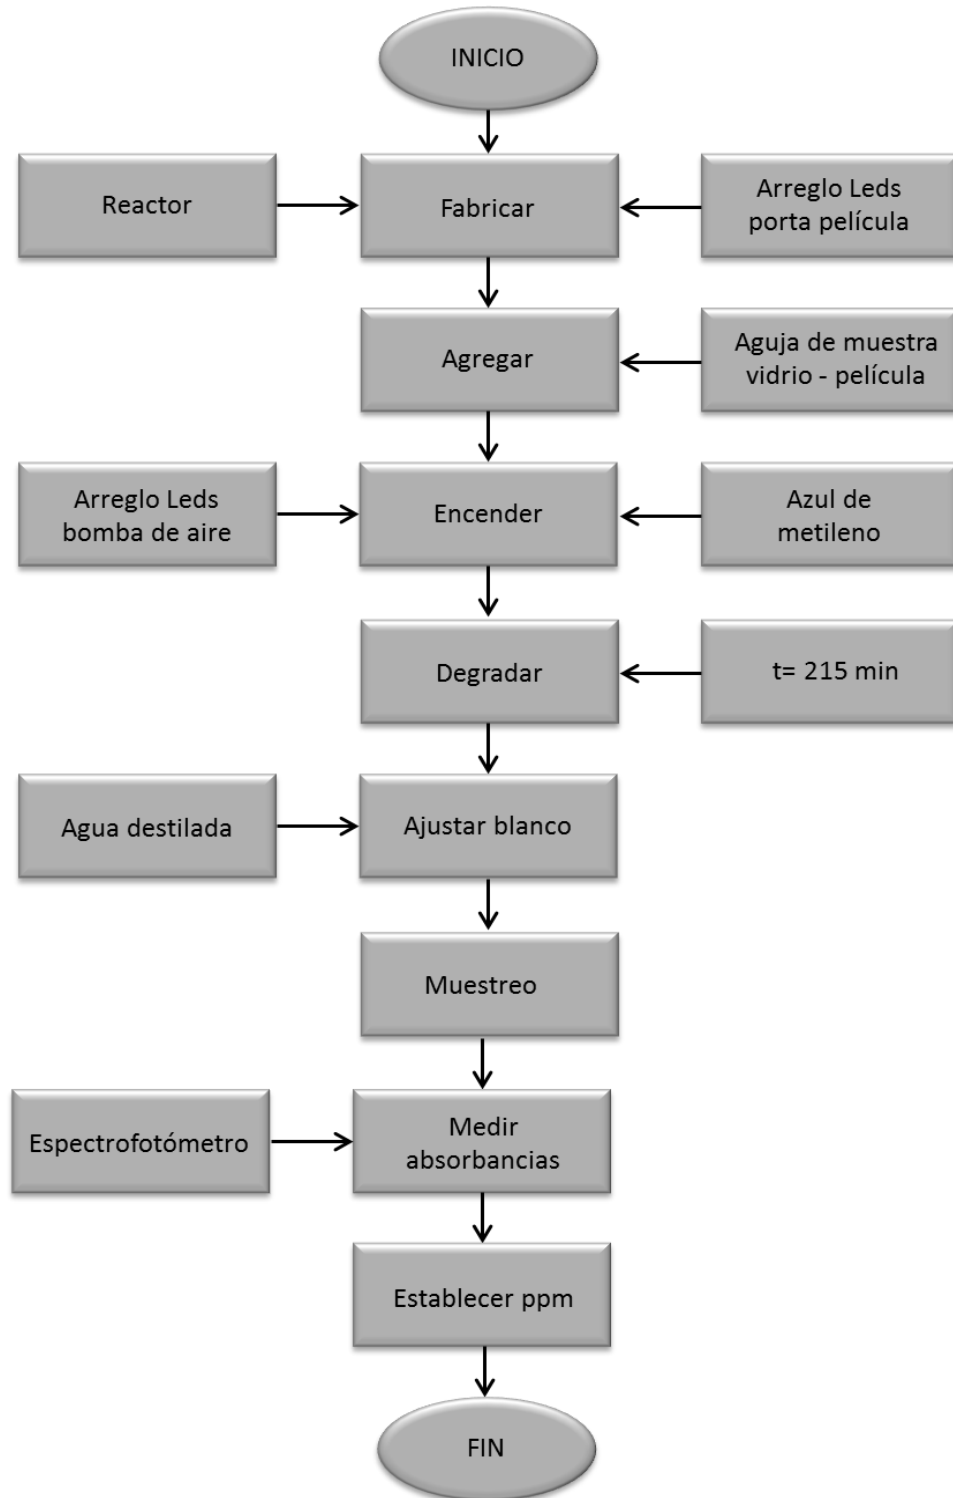 INICIO
Reactor
Fabricar
Arreglo Leds
porta película
Agregar
Aguja de muestra
vidrio - película
Arreglo Leds
bomba de aire
Encender
Azul de
metileno
Degradar
t= 215 min
Agua destilada
Ajustar blanco
Muestreo
Espectrofotómetro
Medir
absorbancias
Establecer ppm
FIN